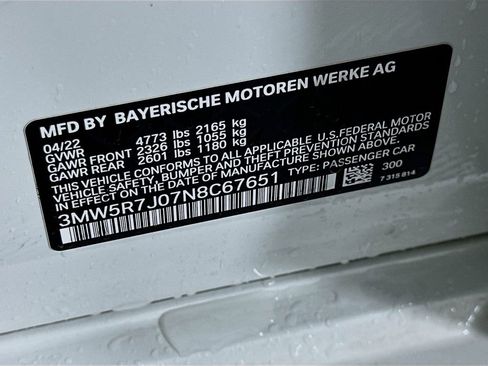 MFD BY BAYERISCHE MOTOREN WERKE AG
04/22
GVWR 4773 lbs 2165 kg
GAWR FRONT 2326 lbs 1055 kg
GAWR REAR 2601 lbs 1180 kg
THIS VEHICLE CONFORMS TO ALL APPLICABLE U.S.FEDERAL MOTOR
VEHICLE SAFETY, BUMPER, AND THEFT PREVENTION STANDARDS
IN EFFECT ON THE DATE OF MANUFACTURE SHOWN ABOVE.
3MW5R7J07N8C67651 TYPE: PASSENGER CAR
300
7 315 814